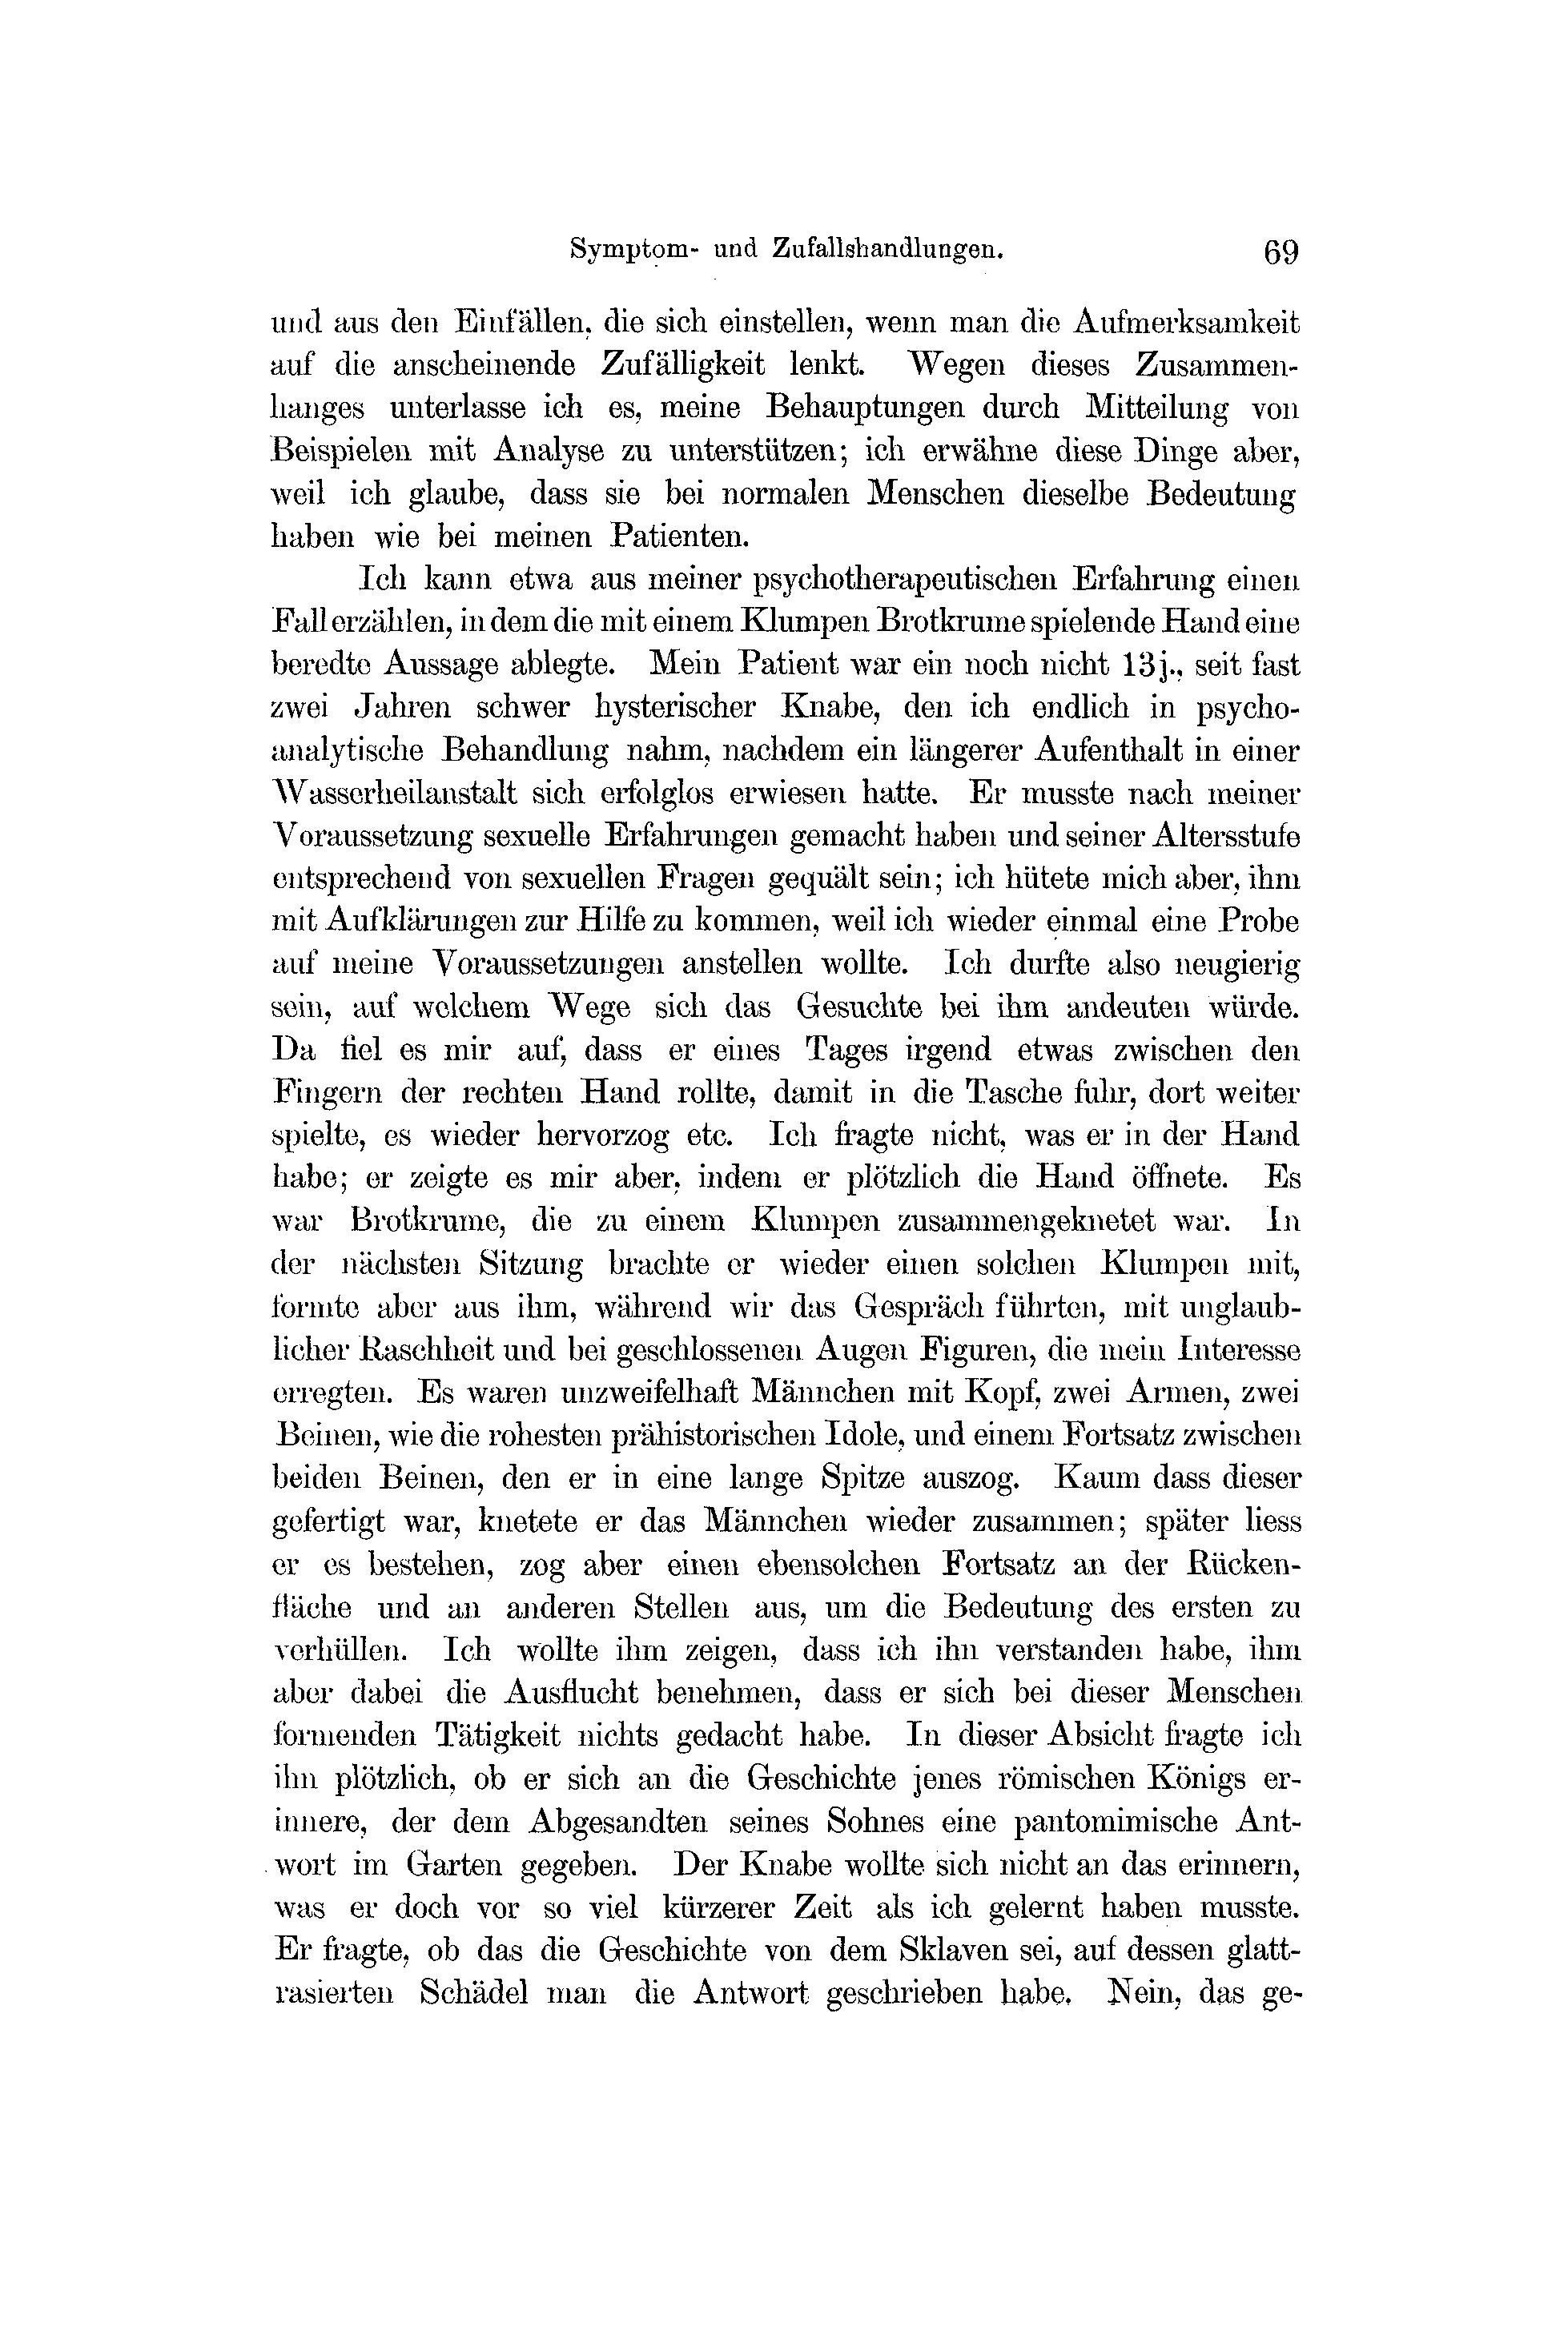 Symptom- und Zufallshandlungen. 69
und aus den Einfällen, die sich einstellen, wenn man die Aufmerksamkeit
auf die anscheinende Zufälligkeit lenkt. Wegen dieses Zusammen-
hanges unterlasse ich es, meine Behauptungen durch Mitteilung von
Beispielen mit Analyse zu unterstützen; ich erwähne diese Dinge aber,
weil ich glaube, dass sie bei normalen Menschen dieselbe Bedeutung
haben wie bei meinen Patienten.
Ich kann etwa aus meiner psychotherapeutischen Erfahrung einen
Fall erzählen, in dem die mit einem Klumpen Brotkrume spielende Hand eine
beredte Aussage ablegte. Mein Patient war ein noch nicht 13j., seit fast
zwei Jahren schwer hysterischer Knabe, den ich endlich in psycho-
analytische Behandlung nahm, nachdem ein längerer Aufenthalt in einer
Wasserheilanstalt sich erfolglos erwiesen hatte. Er musste nach meiner
Voraussetzung sexuelle Erfahrungen gemacht haben und seiner Altersstufe
entsprechend von sexuellen Fragen gequält sein; ich hütete mich aber, ihm
mit Aufklärungen zur Hilfe zu kommen, weil ich wieder einmal eine Probe
auf meine Voraussetzungen anstellen wollte. Ich durfte also neugierig
sein, auf welchem Wege sich das Gesuchte bei ihm andeuten würde.
Da fiel es mir auf, dass er eines Tages irgend etwas zwischen den
Fingern der rechten Hand rollte, damit in die Tasche fuhr, dort weiter
spielte, es wieder hervorzog etc. Ich fragte nicht, was er in der Hand
habe; er zeigte es mir aber, indem er plötzlich die Hand öffnete. Es
war Brotkrume, die zu einem Klumpen zusammengeknetet war. In
der nächsten Sitzung brachte er wieder einen solchen Klumpen mit,
formte aber aus ihm, während wir das Gespräch führten, mit unglaub-
licher Raschheit und bei geschlossenen Augen Figuren, die mein Interesse
erregten. Es waren unzweifelhaft Männchen mit Kopf, zwei Armen, zwei
Beinen, wie die rohesten prähistorischen Idole, und einem Fortsatz zwischen
beiden Beinen, den er in eine lange Spitze auszog. Kaum dass dieser
gefertigt war, knetete er das Männchen wieder zusammen; später liess
er es bestehen, zog aber einen ebensolchen Fortsatz an der Rücken-
fläche und an anderen Stellen aus, um die Bedeutung des ersten zu
verhüllen. Ich wollte ihm zeigen, dass ich ihn verstanden habe, ihm
aber dabei die Ausflucht benehmen, dass er sich bei dieser Menschen
formenden Tätigkeit nichts gedacht habe. In dieser Absicht fragte ich
ihn plötzlich, ob er sich an die Geschichte jenes römischen Königs er-
innere, der dem Abgesandten seines Sohnes eine pantomimische Ant-
wort im Garten gegeben. Der Knabe wollte sich nicht an das erinnern,
was er doch vor so viel kürzerer Zeit als ich gelernt haben musste.
Er fragte, ob das die Geschichte von dem Sklaven sei, auf dessen glatt-
rasierten Schädel man die Antwort geschrieben habe. Nein, das ge-